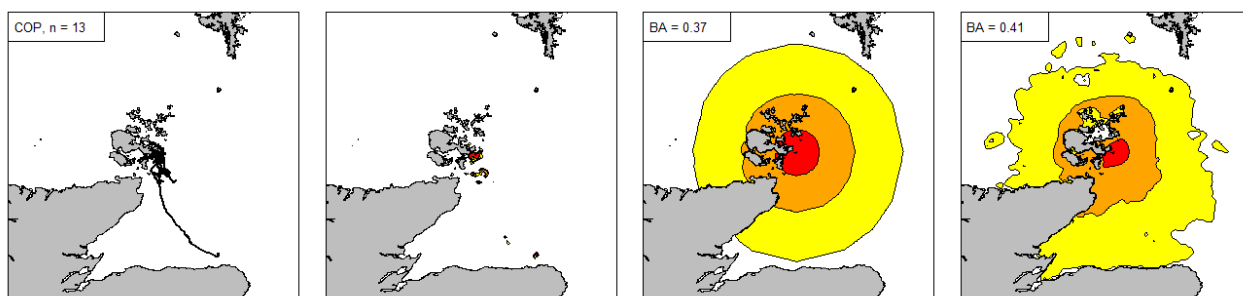 COP, n = 13
BA = 0.37
BA = 0.41